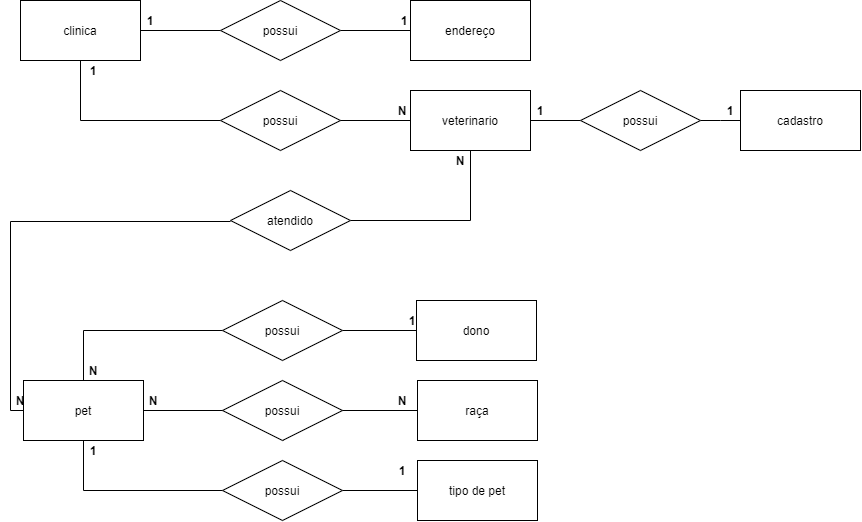 clinica
1
possui
1
endereço
1
possui
N
veterinario
1
possui
1
cadastro
N
atendido
possui
1
dono
N
N
pet
N
possui
N
raça
1
possui
1
tipo de pet